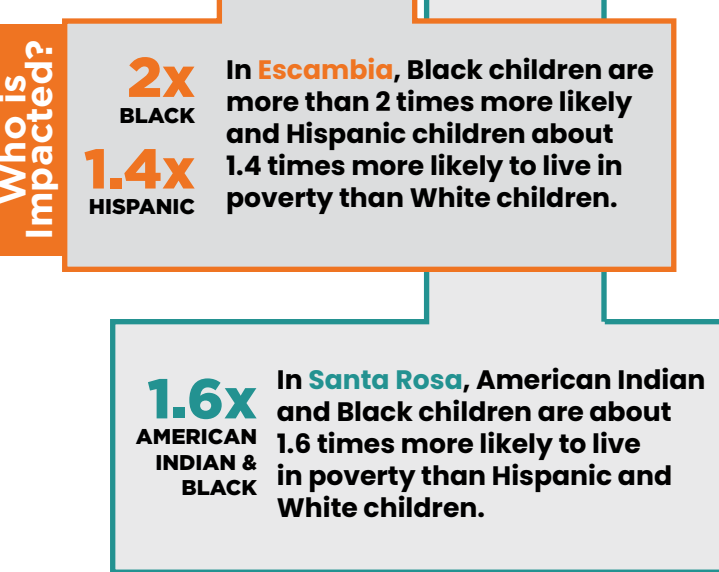 Who is
Impacted?
2x
BLACK
1.4x
HISPANIC
In Escambia, Black children are
more than 2 times more likely
and Hispanic children about
1.4 times more likely to live in
poverty than White children.
1.6x
AMERICAN
INDIAN &
BLACK
In Santa Rosa, American Indian
and Black children are about
1.6 times more likely to live
in poverty than Hispanic and
White children.